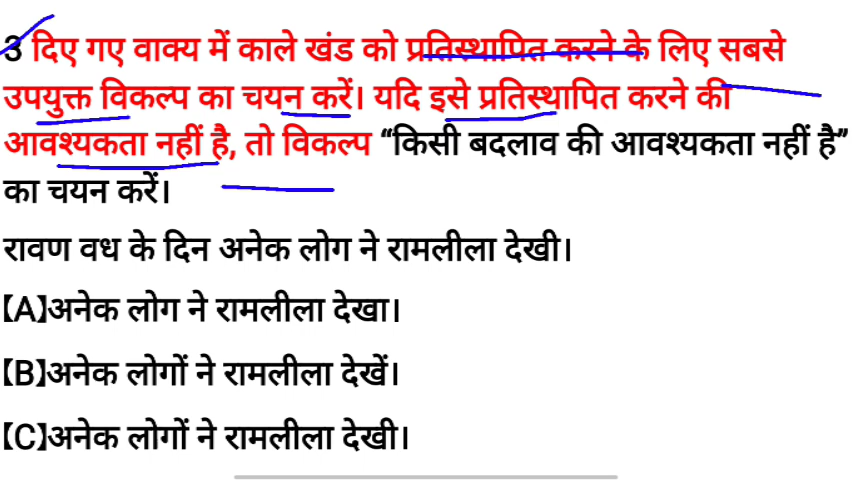 3 दिए गए वाक्य में काले खंड को प्रतिस्थापित करने के लिए सबसे
उपयुक्त विकल्प का चयन करें। यदि इसे प्रतिस्थापित करने की
आवश्यकता नहीं है, तो विकल्प “किसी बदलाव की आवश्यकता नहीं है”
का चयन करें।
रावण वध के दिन अनेक लोग ने रामलीला देखी।
【A】अनेक लोग ने रामलीला देखा।
【B】अनेक लोगों ने रामलीला देखें।
【C】अनेक लोगों ने रामलीला देखी।